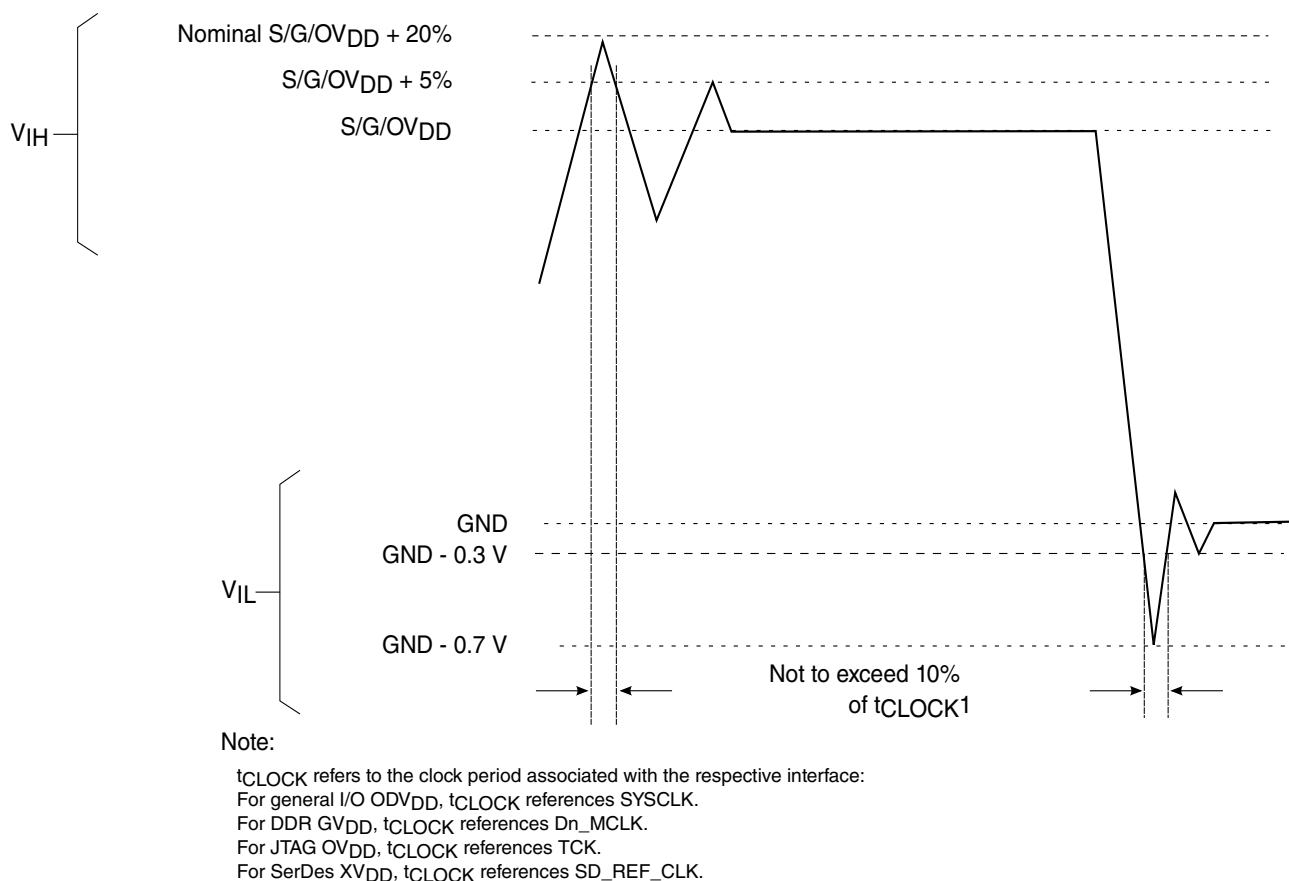 Nominal S/G/OVDD + 20%
S/G/OVDD + 5%
S/G/OVDD
VIH
GND
GND - 0.3 V
VIL
GND - 0.7 V
Not to exceed 10%
of tCLOCK1
Note:
tCLOCK refers to the clock period associated with the respective interface:
For general I/O ODVDD, tCLOCK references SYSCLK.
For DDR GVDD, tCLOCK references Dn_MCLK.
For JTAG OVDD, tCLOCK references TCK.
For SerDes XVDD, tCLOCK references SD_REF_CLK.